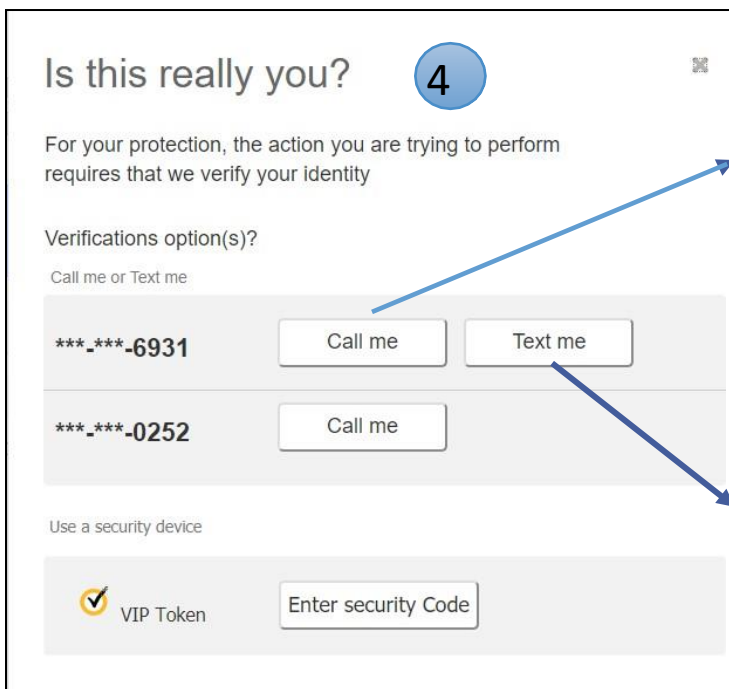 Is this really you?
4
For your protection, the action you are trying to perform
requires that we verify your identity
Verifications option(s)?
Call me or Text me
***-***-6931 Call me Text me
***-***-0252 Call me
Use a security device
VIP Token Enter security Code